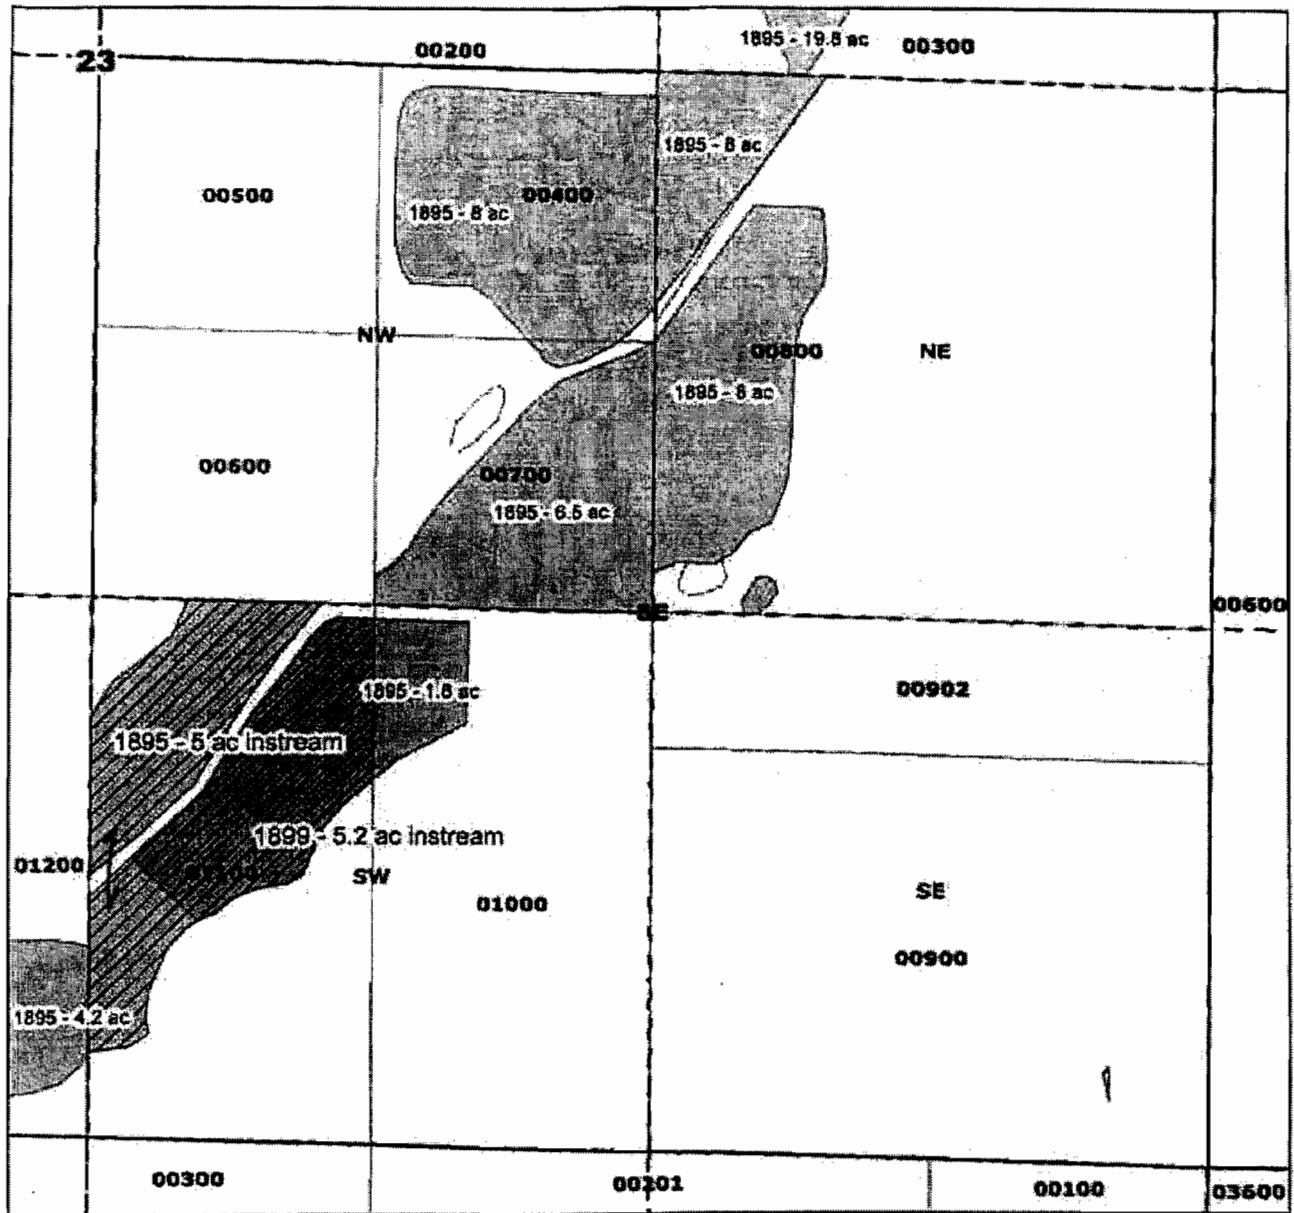 1895 - 19.8 ac
00300
00200
23
1895 - 8 ac
00500
00400
1895 - 8 ac
NW
00800
NE
1895 - 8 ac
00600
00700
1895 - 6.5 ac
00600
SE
1895 - 1.8 ac
00902
1895 - 5 ac Instream
1899 - 5.2 ac Instream
01200
SW
SE
01000
00900
1895 - 4.2 ac
00300
00201
00100
03600